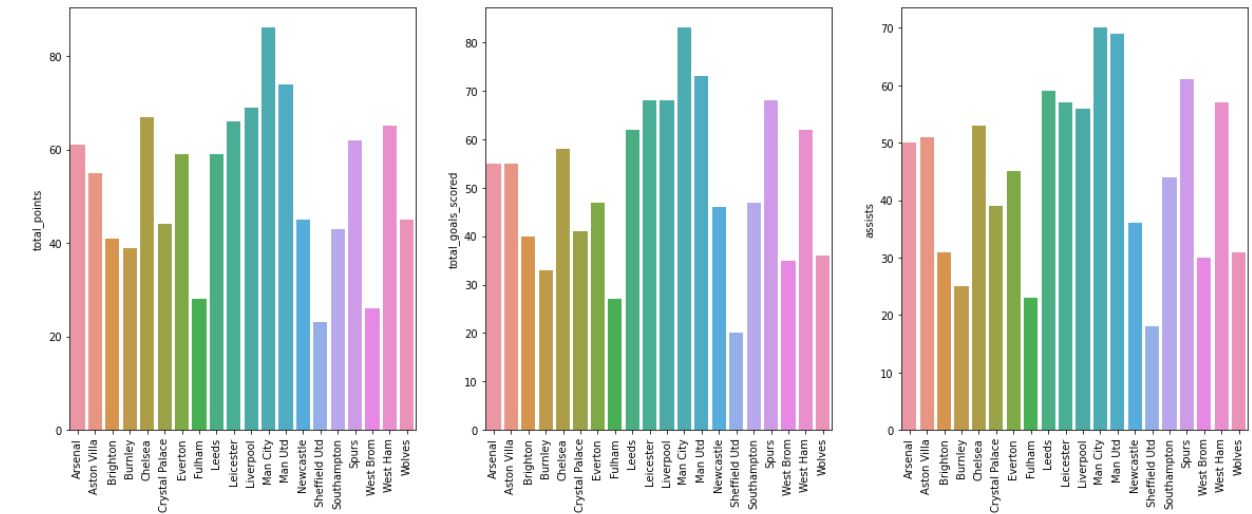 total_points
80
60
40
20
0
Arsenal
Aston Villa
Brighton
Burnley
Chelsea
Crystal Palace
Everton
Fulham
Leeds
Leicester
Liverpool
Man City
Man Utd
Newcastle
Sheffield Utd
Southampton
Spurs
West Brom
West Ham
Wolves
total_goals_scored
80
70
60
50
40
30
20
10
0
Arsenal
Aston Villa
Brighton
Burnley
Chelsea
Crystal Palace
Everton
Fulham
Leeds
Leicester
Liverpool
Man City
Man Utd
Newcastle
Sheffield Utd
Southampton
Spurs
West Brom
West Ham
Wolves
assists
70
60
50
40
30
20
10
0
Arsenal
Aston Villa
Brighton
Burnley
Chelsea
Crystal Palace
Everton
Fulham
Leeds
Leicester
Liverpool
Man City
Man Utd
Newcastle
Sheffield Utd
Southampton
Spurs
West Brom
West Ham
Wolves